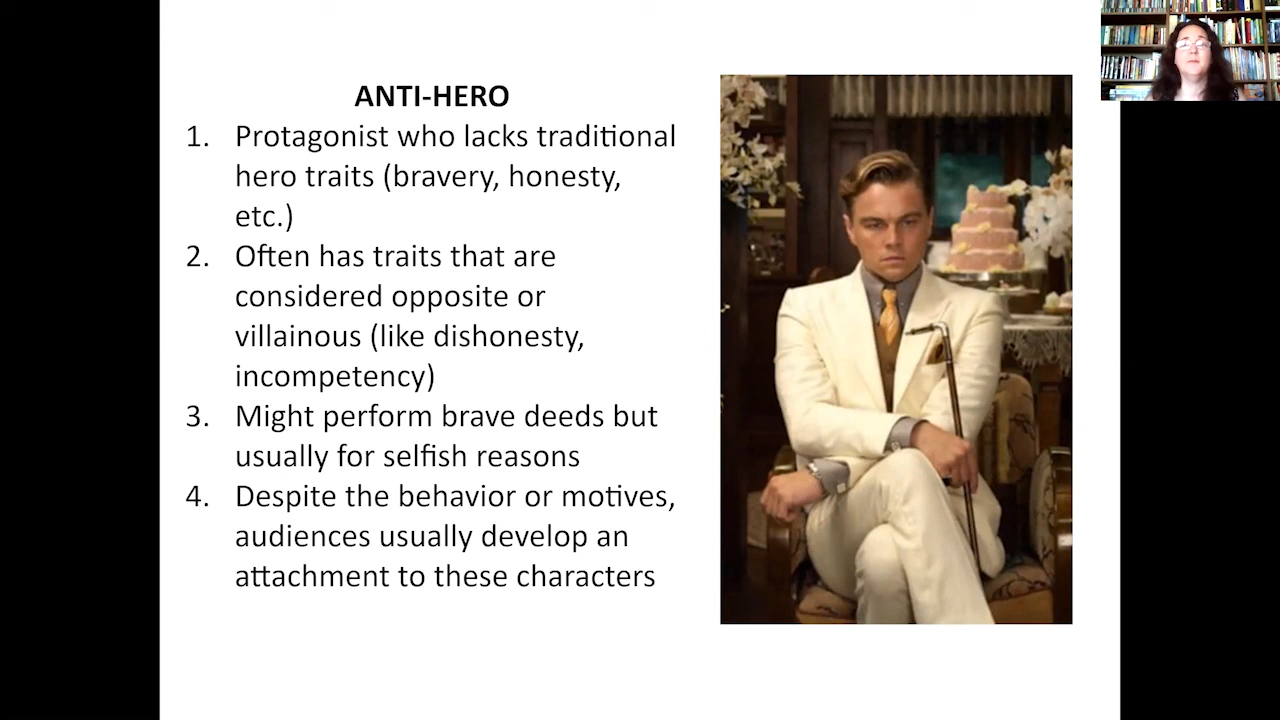 ANTI-HERO
1. Protagonist who lacks traditional
hero traits (bravery, honesty,
etc.)
2. Often has traits that are
considered opposite or
villainous (like dishonesty,
incompetency)
3. Might perform brave deeds but
usually for selfish reasons
4. Despite the behavior or motives,
audiences usually develop an
attachment to these characters